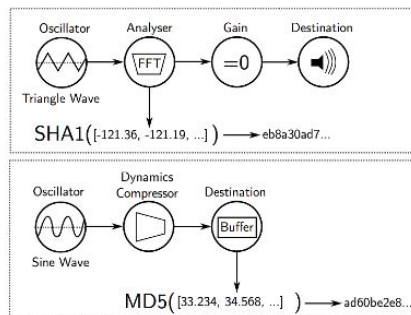 Oscillator Analyser Gain Destination
FFT =0
Triangle Wave
SHA1([-121.36, -121.19, ...]) eb8a30ad7...
Oscillator Dynamics Compressor Destination
Buffer
Sine Wave
MD5([33.234, 34.568, ...]) ad60be2e8...